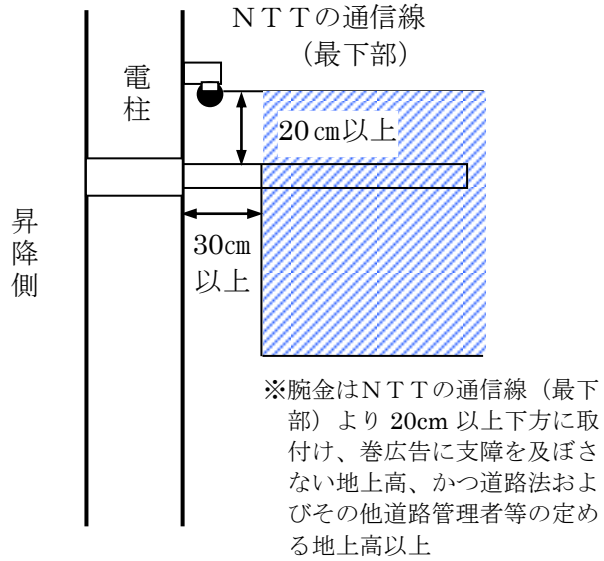 ＮＴＴの通信線
（最下部）
電柱
20㎝以上
昇降側
30㎝
以上
※腕金はＮＴＴの通信線（最下
部）より 20cm 以上下方に取
付け、巻広告に支障を及ぼさ
ない地上高、かつ道路法およ
びその他道路管理者等の定め
る地上高以上